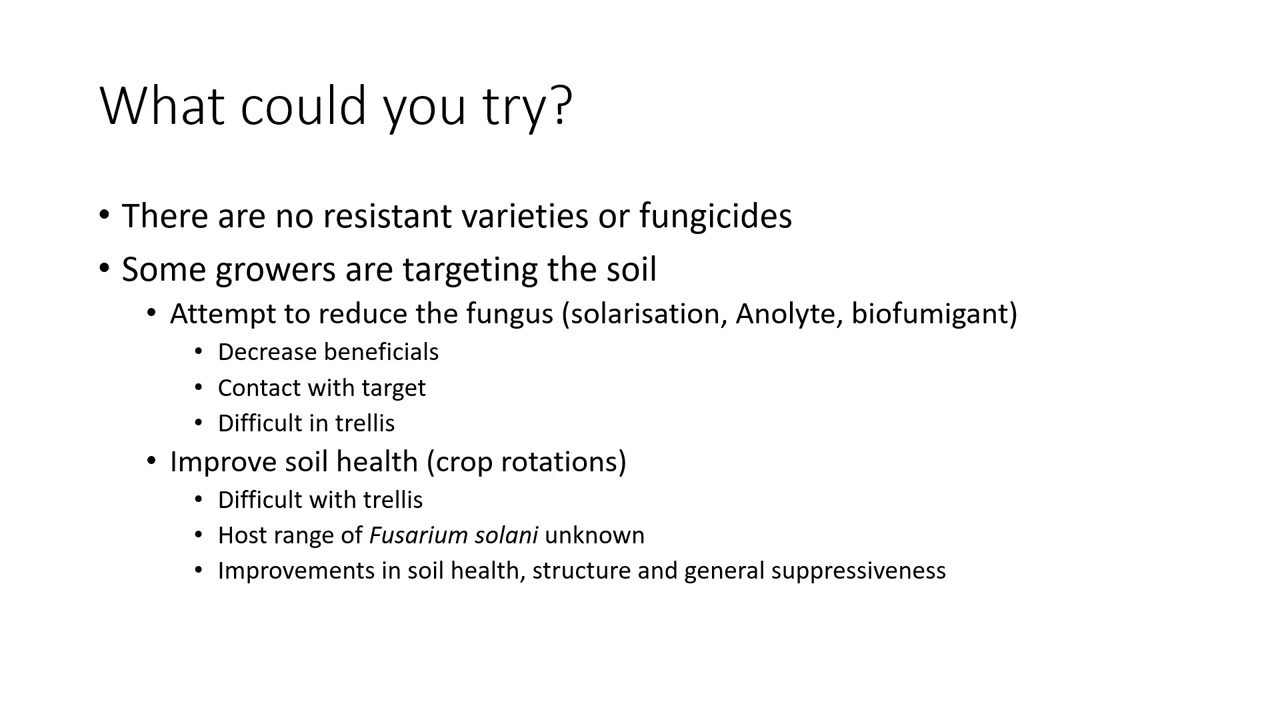 What could you try?
• There are no resistant varieties or fungicides
• Some growers are targeting the soil
• Attempt to reduce the fungus (solarisation, Anolyte, biofumigant)
• Decrease beneficials
• Contact with target
• Difficult in trellis
• Improve soil health (crop rotations)
• Difficult with trellis
• Host range of Fusarium solani unknown
• Improvements in soil health, structure and general suppressiveness